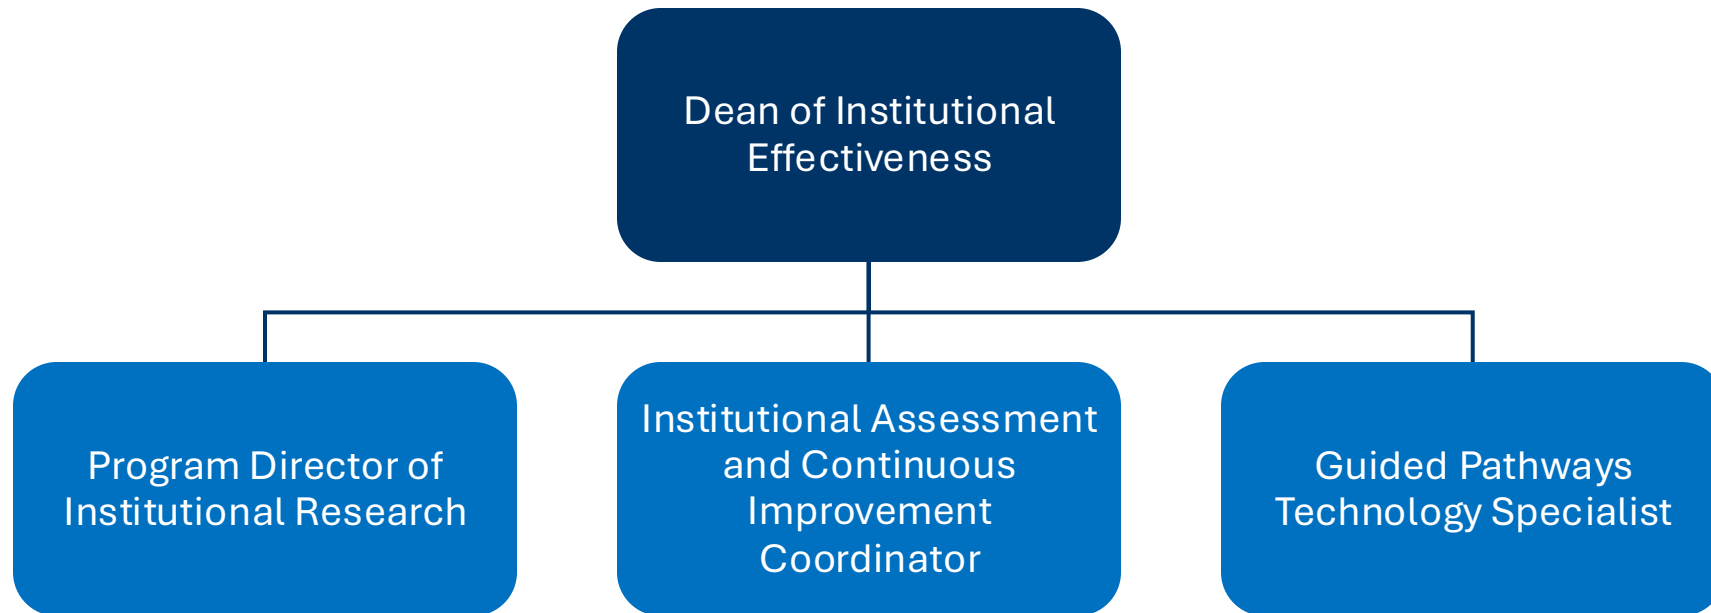 Dean of Institutional
Effectiveness
Program Director of
Institutional Research
Institutional Assessment
and Continuous
Improvement
Coordinator
Guided Pathways
Technology Specialist